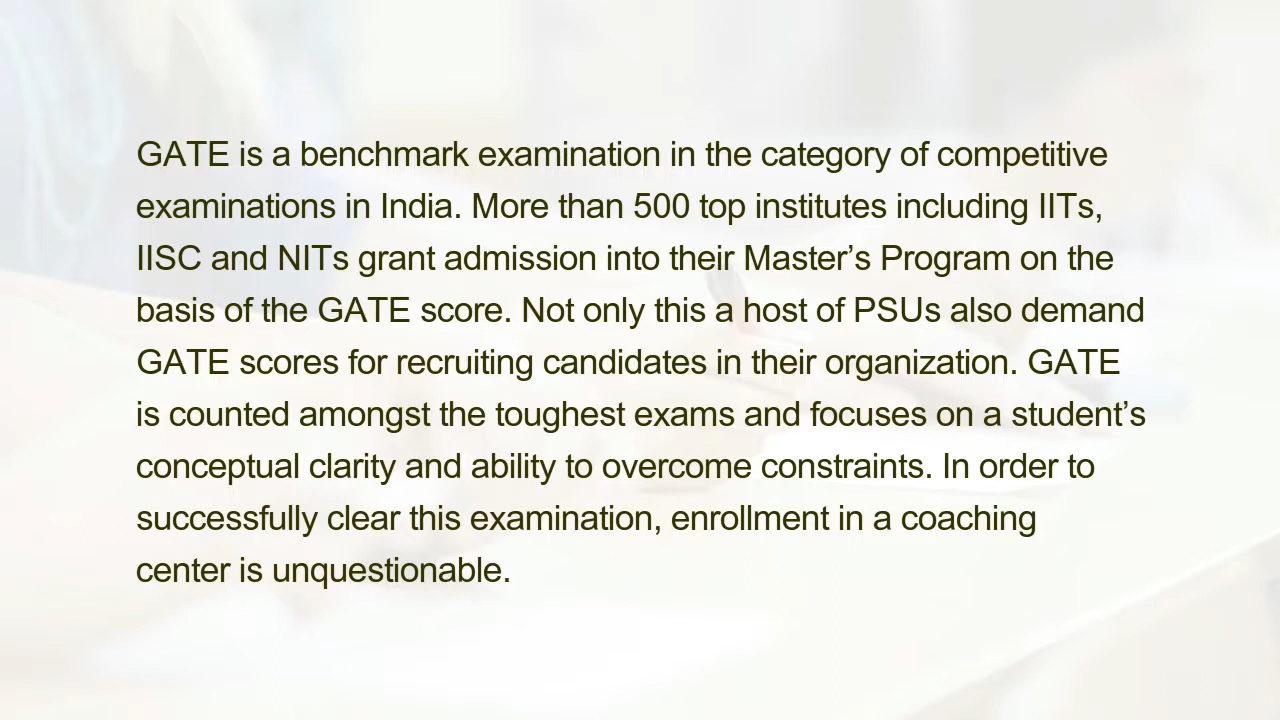 GATE is a benchmark examination in the category of competitive
examinations in India. More than 500 top institutes including IITs,
IISC and NITs grant admission into their Master’s Program on the
basis of the GATE score. Not only this a host of PSUs also demand
GATE scores for recruiting candidates in their organization. GATE
is counted amongst the toughest exams and focuses on a student’s
conceptual clarity and ability to overcome constraints. In order to
successfully clear this examination, enrollment in a coaching
center is unquestionable.